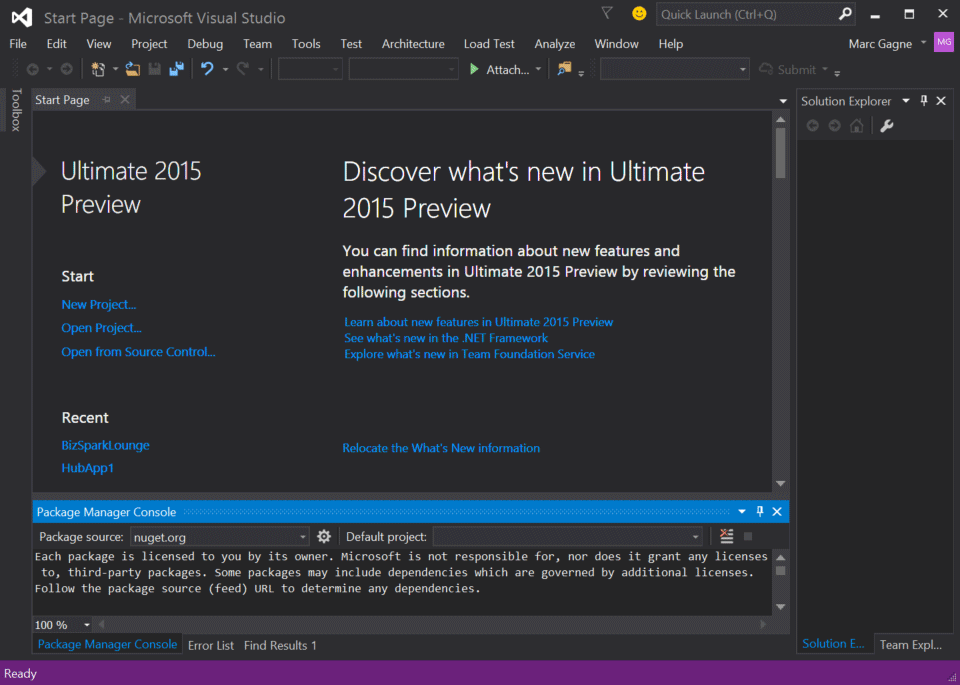 Start Page - Microsoft Visual Studio
Quick Launch (Ctrl+Q)
File Edit View Project Debug Team Tools Test Architecture Load Test Analyze Window Help
Marc Gagne MG
Attach...
Submit
Toolbox
Start Page
Solution Explorer
Ultimate 2015
Preview
Start
New Project...
Open Project...
Open from Source Control...
Recent
BizSparkLounge
HubApp1
Discover what's new in Ultimate
2015 Preview
You can find information about new features and
enhancements in Ultimate 2015 Preview by reviewing the
following sections.
Learn about new features in Ultimate 2015 Preview
See what's new in the .NET Framework
Explore what's new in Team Foundation Service
Relocate the What's New information
Package Manager Console
Package source: nuget.org Default project:
Each package is licensed to you by its owner. Microsoft is not responsible for, nor does it grant any licenses
to, third-party packages. Some packages may include dependencies which are governed by additional licenses.
Follow the package source (feed) URL to determine any dependencies.
100 %
Package Manager Console Error List Find Results 1
Solution E... Team Expl...
Ready